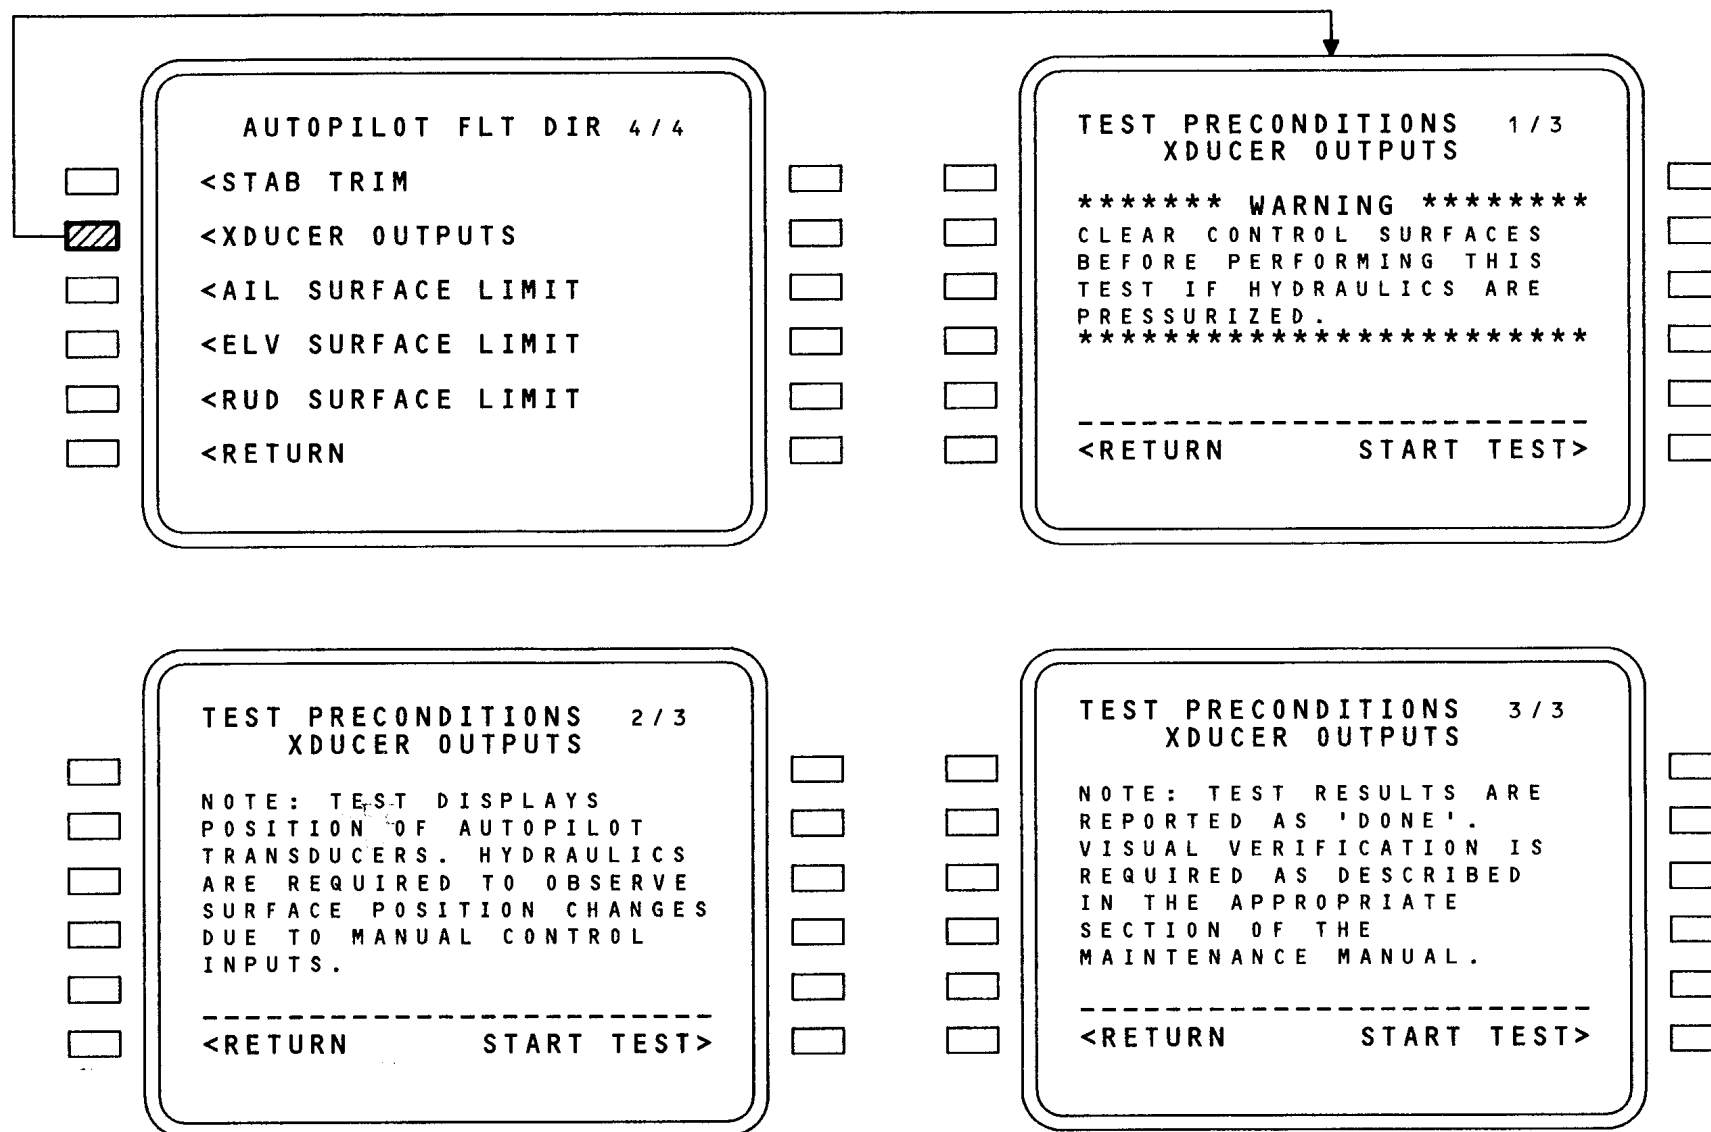 AUTOPILOT FLT DIR 4/4
<STAB TRIM
<XDUCER OUTPUTS
<AIL SURFACE LIMIT
<ELV SURFACE LIMIT
<RUD SURFACE LIMIT
<RETURN
TEST PRECONDITIONS 1/3
XDUCER OUTPUTS
******* WARNING ********
CLEAR CONTROL SURFACES
BEFORE PERFORMING THIS
TEST IF HYDRAULICS ARE
PRESSURIZED.
************************
------------------------
<RETURN START TEST>
TEST PRECONDITIONS 2/3
XDUCER OUTPUTS
NOTE: TEST DISPLAYS
POSITION OF AUTOPILOT
TRANSDUCERS. HYDRAULICS
ARE REQUIRED TO OBSERVE
SURFACE POSITION CHANGES
DUE TO MANUAL CONTROL
INPUTS.
------------------------
<RETURN START TEST>
TEST PRECONDITIONS 3/3
XDUCER OUTPUTS
NOTE: TEST RESULTS ARE
REPORTED AS 'DONE'.
VISUAL VERIFICATION IS
REQUIRED AS DESCRIBED
IN THE APPROPRIATE
SECTION OF THE
MAINTENANCE MANUAL.
------------------------
<RETURN START TEST>